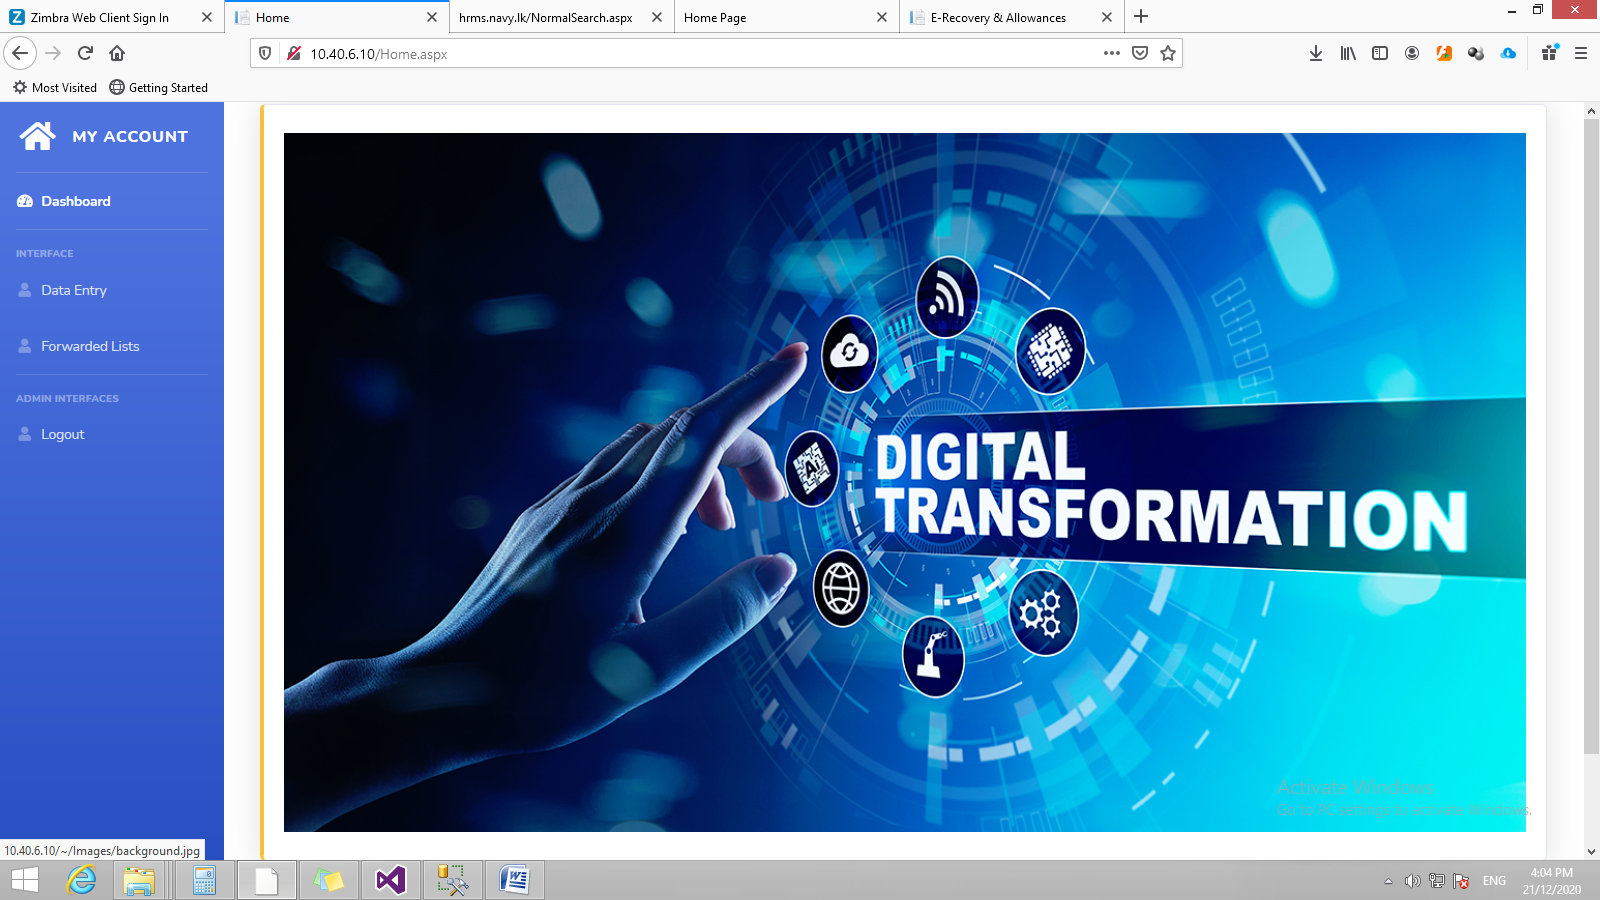 Zimbra Web Client Sign In
Home
hrms.navy.lk/NormalSearch.aspx
Home Page
E-Recovery & Allowances
10.40.6.10/Home.aspx
Most Visited
Getting Started
MY ACCOUNT
Dashboard
INTERFACE
Data Entry
Forwarded Lists
ADMIN INTERFACES
Logout
AI
DIGITAL
TRANSFORMATION
Activate Windows
Go to PC settings to activate Windows.
10.40.6.10/~/Images/background.jpg
ENG
4:04 PM
21/12/2020